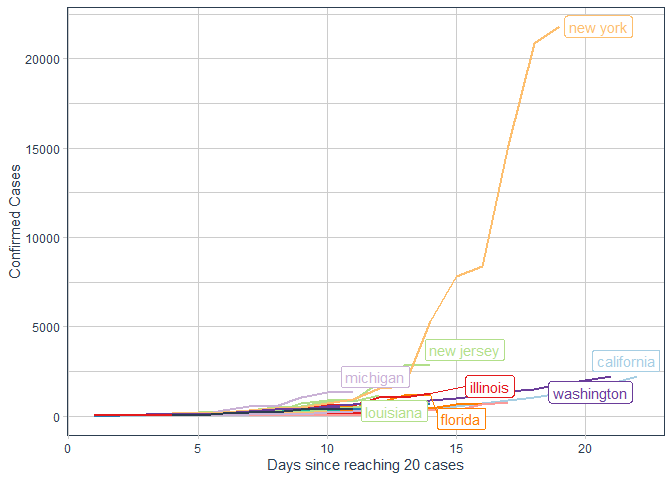 new york
20000
15000
10000
5000
0
Confirmed Cases
new jersey
california
michigan
illinois
washington
louisiana
florida
0
5
10
15
20
Days since reaching 20 cases